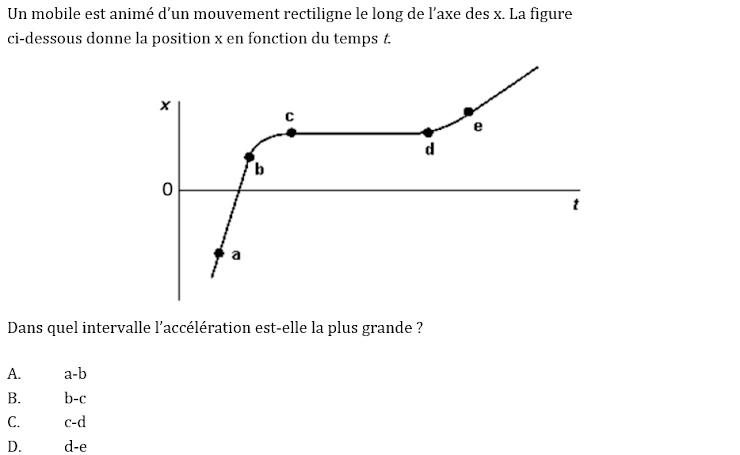 Un mobile est animé d’un mouvement rectiligne le long de l’axe des x. La figure
ci-dessous donne la position x en fonction du temps t.
x
c
e
d
b
0
t
a
Dans quel intervalle l’accélération est-elle la plus grande ?
A. a-b
B. b-c
C. c-d
D. d-e